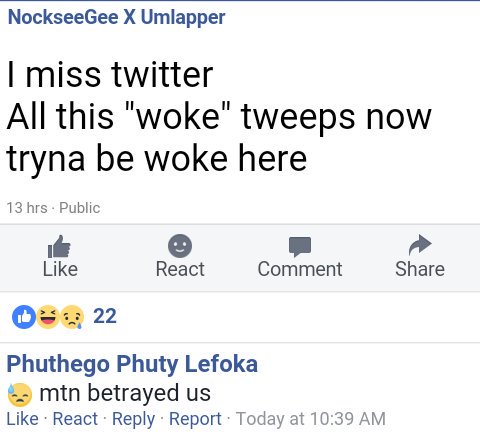 NockseeGee X Umlapper
I miss twitter
All this "woke" tweeps now
tryna be woke here
13 hrs · Public
Like React Comment Share
22
Phuthego Phuty Lefoka
😓 mtn betrayed us
Like · React · Reply · Report · Today at 10:39 AM